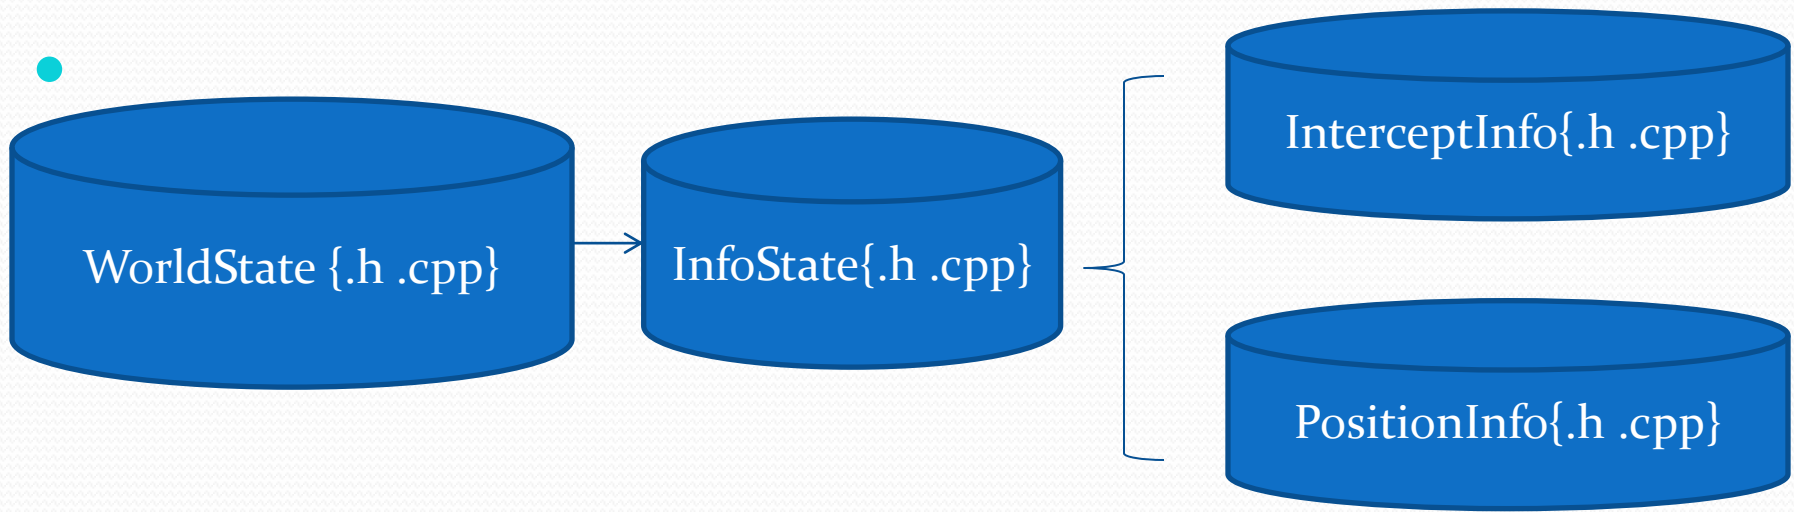 WorldState {.h .cpp}
InfoState{.h .cpp}
InterceptInfo{.h .cpp}
PositionInfo{.h .cpp}